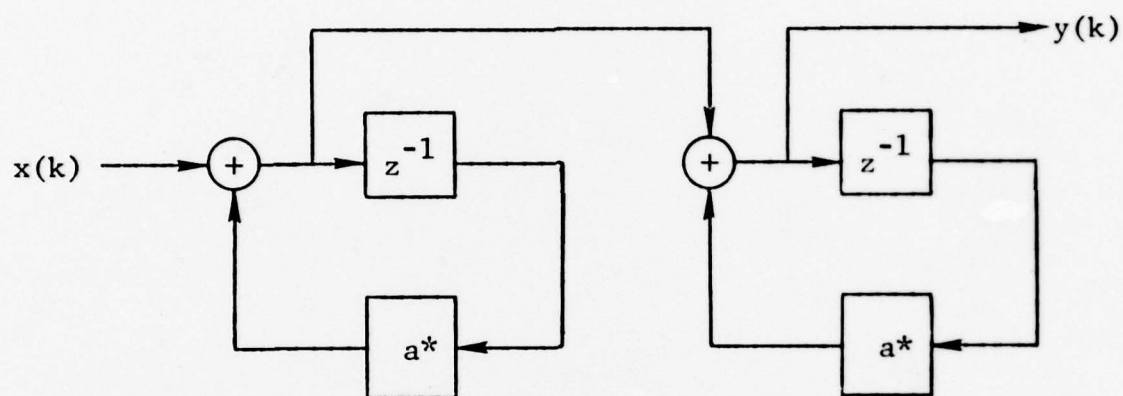 y(k)
x(k)
+
z⁻¹
+
z⁻¹
a*
a*